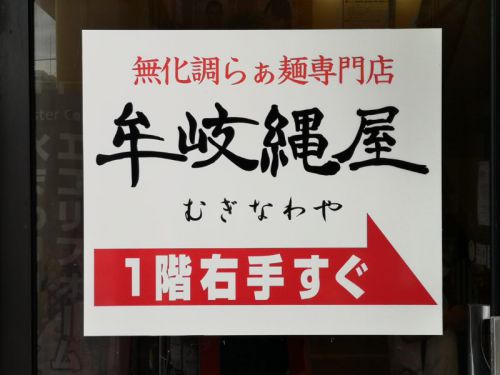 無化調らぁ麺専門店
牟岐縄屋
むぎなわや
1階右手すぐ